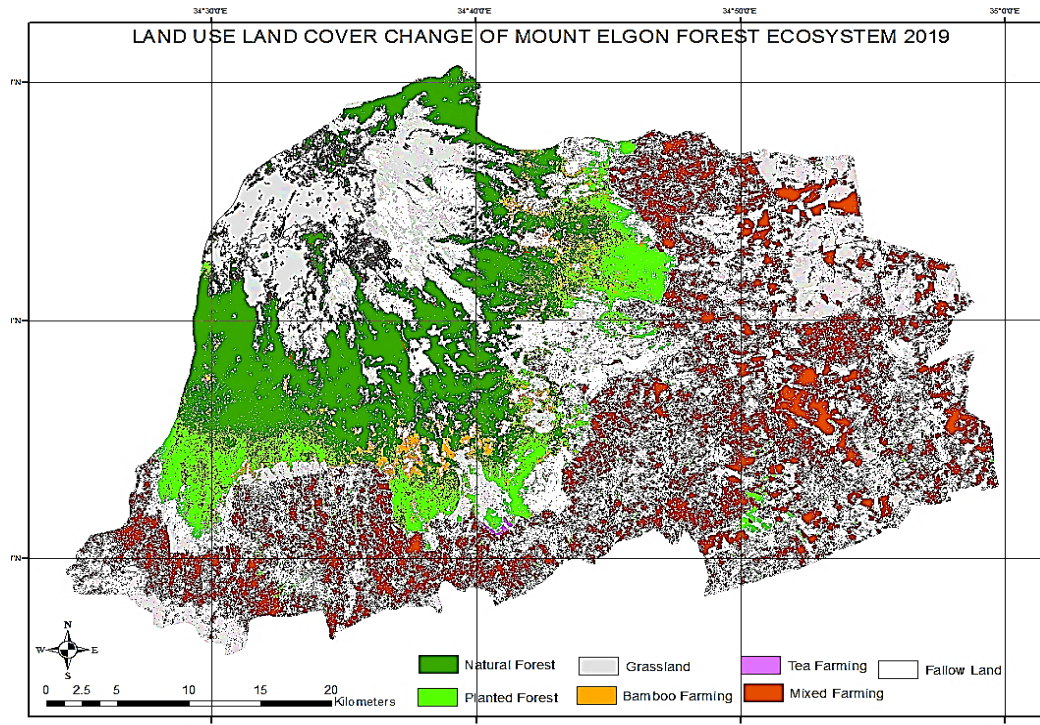 34°30'0"E 34°40'0"E 34°50'0"E 35°0'0"E
LAND USE LAND COVER CHANGE OF MOUNT ELGON FOREST ECOSYSTEM 2019
'N
'N
'N
N
W E
S
0 2.5 5 10 15 20 Kilometers
Natural Forest Grassland Tea Farming Fallow Land
Planted Forest Bamboo Farming Mixed Farming